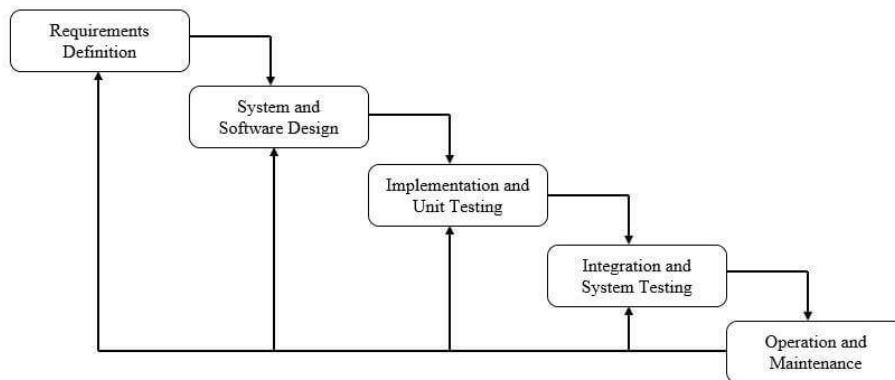 Requirements
Definition
System and
Software Design
Implementation and
Unit Testing
Integration and
System Testing
Operation and
Maintenance